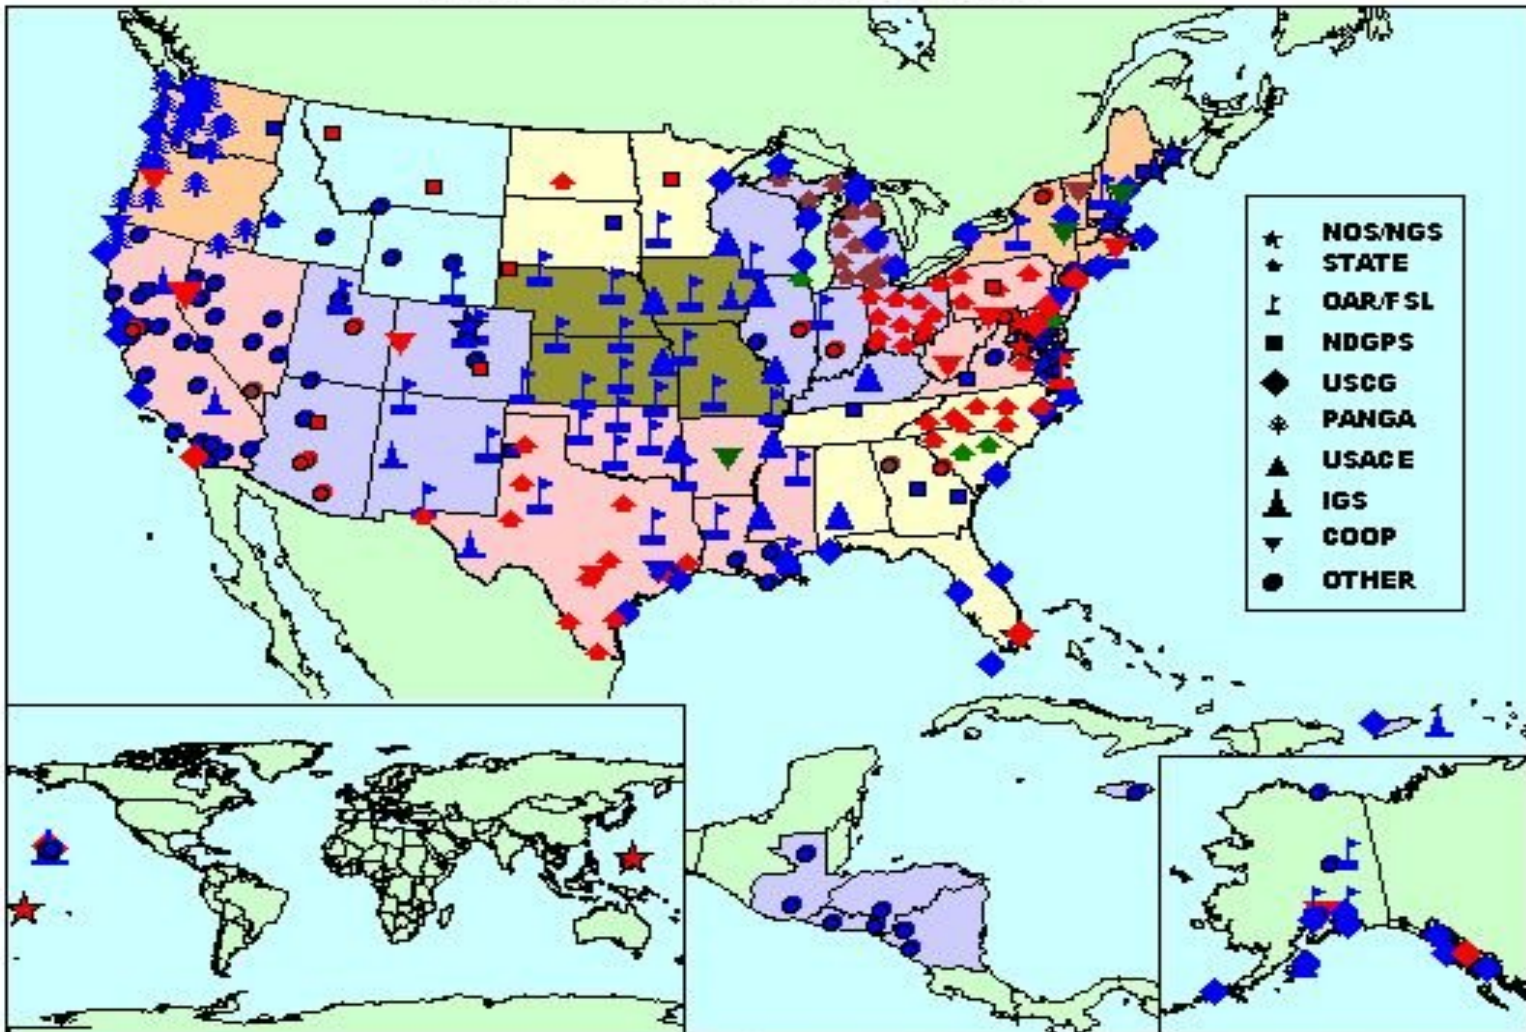 NOS/NGS
STATE
OAR/FSL
NDGPS
USCG
PANGA
USACE
IGS
COOP
OTHER